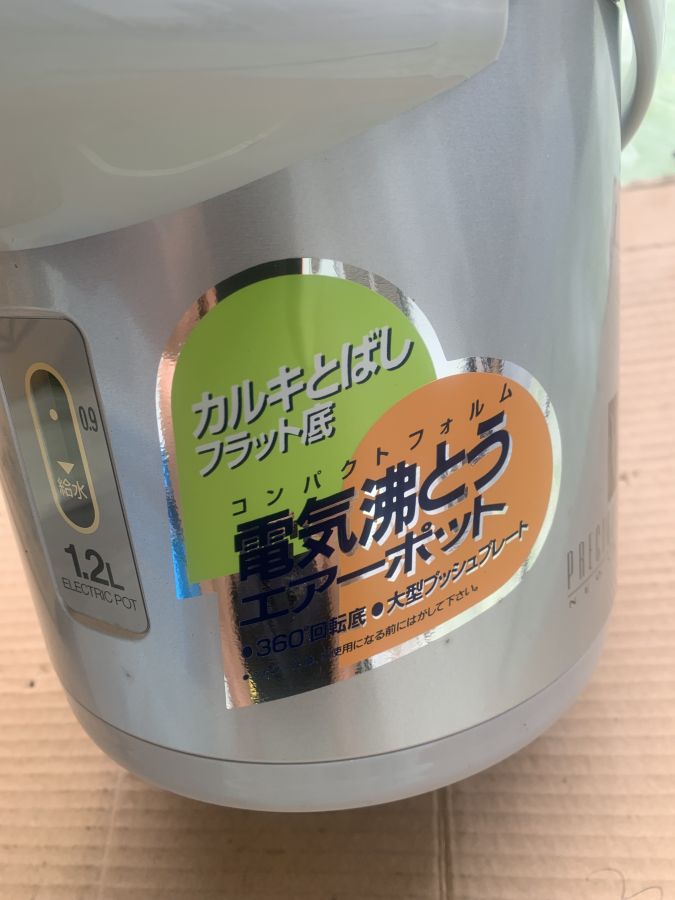 カルキとばし
フラット底
コンパクトフォルム
電気沸とう
エアーポット
●360°回転底 ●大型プッシュプレート
使用になる前にはがして下さい。
0.9
給水
1.2L
ELECTRIC POT